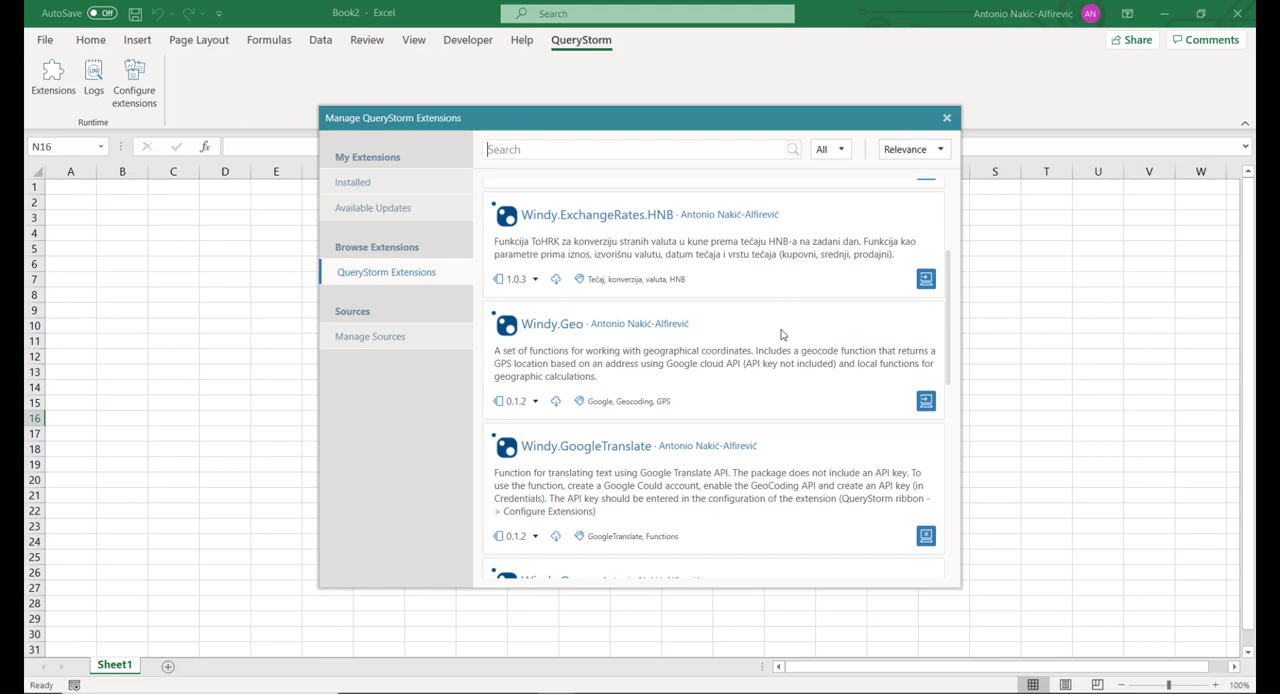 AutoSave Off
Book2 - Excel
Search
Antonio Nakic-Alfirevic AN
File Home Insert Page Layout Formulas Data Review View Developer Help QueryStorm
Share Comments
Extensions Logs Configure extensions
Runtime
N16
fx
A B C D E S T U V W
1
2
3
4
5
6
7
8
9
10
11
12
13
14
15
16
17
18
19
20
21
22
23
24
25
26
27
28
29
30
31
Manage QueryStorm Extensions
My Extensions
Installed
Available Updates
Browse Extensions
QueryStorm Extensions
Sources
Manage Sources
Search All Relevance
Windy.ExchangeRates.HNB · Antonio Nakić-Alfirević
Funkcija ToHRK za konverziju stranih valuta u kune prema tečaju HNB-a na zadani dan. Funkcija kao
parametre prima iznos, izvorišnu valutu, datum tečaja i vrstu tečaja (kupovni, srednji, prodajni).
1.0.3 Tečaj, konverzija, valuta, HNB
Windy.Geo · Antonio Nakić-Alfirević
A set of functions for working with geographical coordinates. Includes a geocode function that returns a
GPS location based on an address using Google cloud API (API key not included) and local functions for
geographic calculations.
0.1.2 Google, Geocoding, GPS
Windy.GoogleTranslate · Antonio Nakić-Alfirević
Function for translating text using Google Translate API. The package does not include an API key. To
use the function, create a Google Could account, enable the GeoCoding API and create an API key (in
Credentials). The API key should be entered in the configuration of the extension (QueryStorm ribbon -
> Configure Extensions)
0.1.2 GoogleTranslate, Functions
Sheet1
Ready
100%